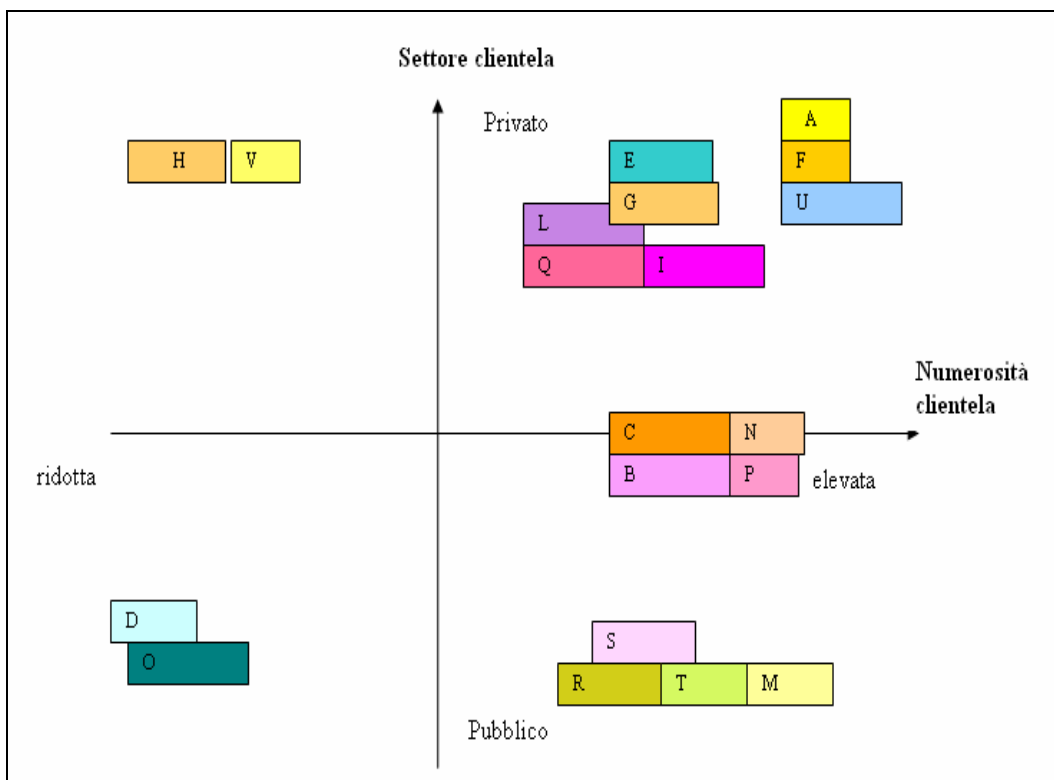 Settore clientela
Privato
A
H V E F
G U
L
Q I
Numerosità
clientela
C N
B P
ridotta
elevata
D
S
O
R T M
Pubblico